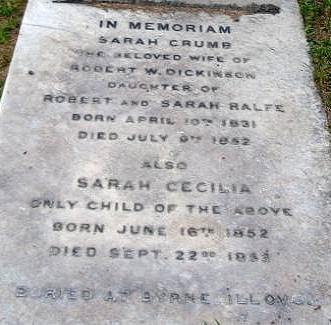 IN MEMORIAM
SARAH CRUMB
THE BELOVED WIFE OF
ROBERT W. DICKINSON
DAUGHTER OF
ROBERT AND SARAH RALFE
BORN APRIL 10TH 1831
DIED JULY 9TH 1852
ALSO
SARAH CECILIA
ONLY CHILD OF THE ABOVE
BORN JUNE 16TH 1852
DIED SEPT. 22ND
BURIED AT BYRNE